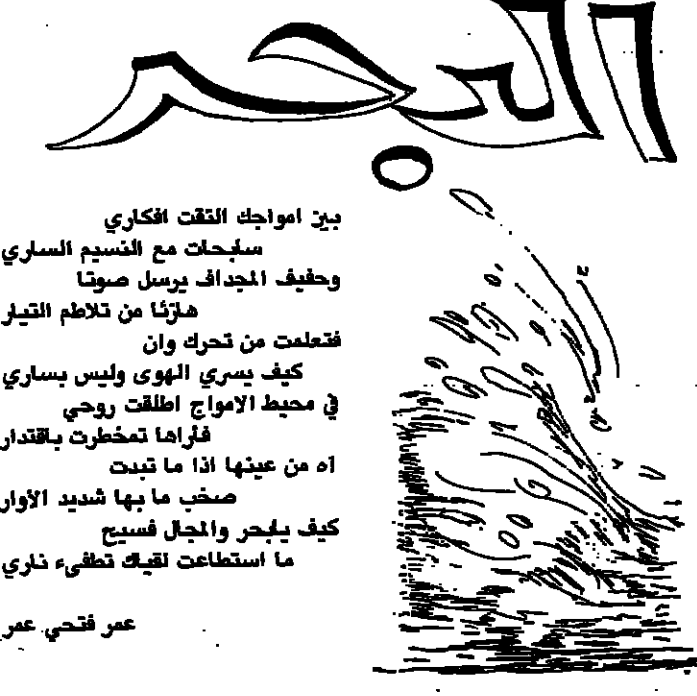 البحر
بين امواجك التقت افكاري
سابحات مع النسيم الساري
وحفيف المجداف يرسل صوتا
هازئا من تلاطم التيار
فتعلمت من تحرك وان
كيف يسري الهوى وليس بساري
في محيط الامواج اطلقت روحي
فأراها تمخطرت باقتدار
اه من عينها اذا ما تبدت
صخب ما بها شديد الأوار
كيف يابحر والمجال فسيح
ما استطاعت لقياك تطفىء ناري
عمر فتحي عمر